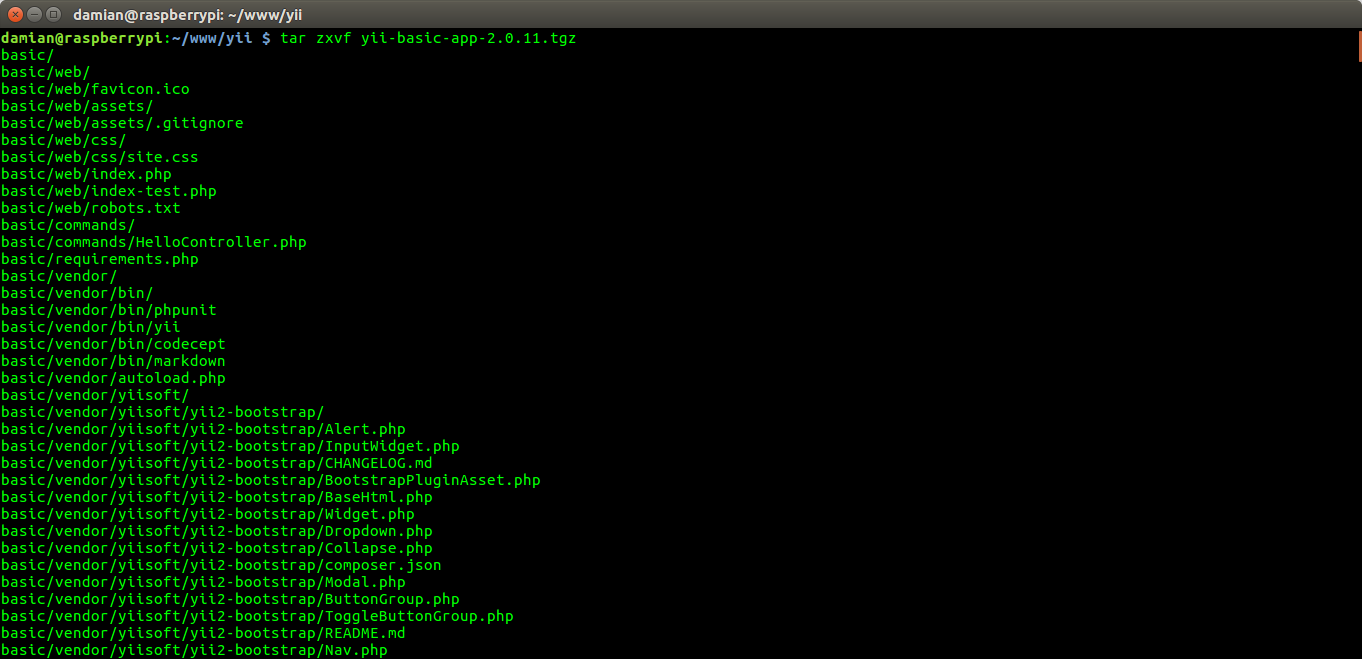 damian@raspberrypi: ~/www/yii
damian@raspberrypi:~/www/yii $ tar zxvf yii-basic-app-2.0.11.tgz
basic/
basic/web/
basic/web/favicon.ico
basic/web/assets/
basic/web/assets/.gitignore
basic/web/css/
basic/web/css/site.css
basic/web/index.php
basic/web/index-test.php
basic/web/robots.txt
basic/commands/
basic/commands/HelloController.php
basic/requirements.php
basic/vendor/
basic/vendor/bin/
basic/vendor/bin/phpunit
basic/vendor/bin/yii
basic/vendor/bin/codecept
basic/vendor/bin/markdown
basic/vendor/autoload.php
basic/vendor/yiisoft/
basic/vendor/yiisoft/yii2-bootstrap/
basic/vendor/yiisoft/yii2-bootstrap/Alert.php
basic/vendor/yiisoft/yii2-bootstrap/InputWidget.php
basic/vendor/yiisoft/yii2-bootstrap/CHANGELOG.md
basic/vendor/yiisoft/yii2-bootstrap/BootstrapPluginAsset.php
basic/vendor/yiisoft/yii2-bootstrap/BaseHtml.php
basic/vendor/yiisoft/yii2-bootstrap/Widget.php
basic/vendor/yiisoft/yii2-bootstrap/Dropdown.php
basic/vendor/yiisoft/yii2-bootstrap/Collapse.php
basic/vendor/yiisoft/yii2-bootstrap/composer.json
basic/vendor/yiisoft/yii2-bootstrap/Modal.php
basic/vendor/yiisoft/yii2-bootstrap/ButtonGroup.php
basic/vendor/yiisoft/yii2-bootstrap/ToggleButtonGroup.php
basic/vendor/yiisoft/yii2-bootstrap/README.md
basic/vendor/yiisoft/yii2-bootstrap/Nav.php